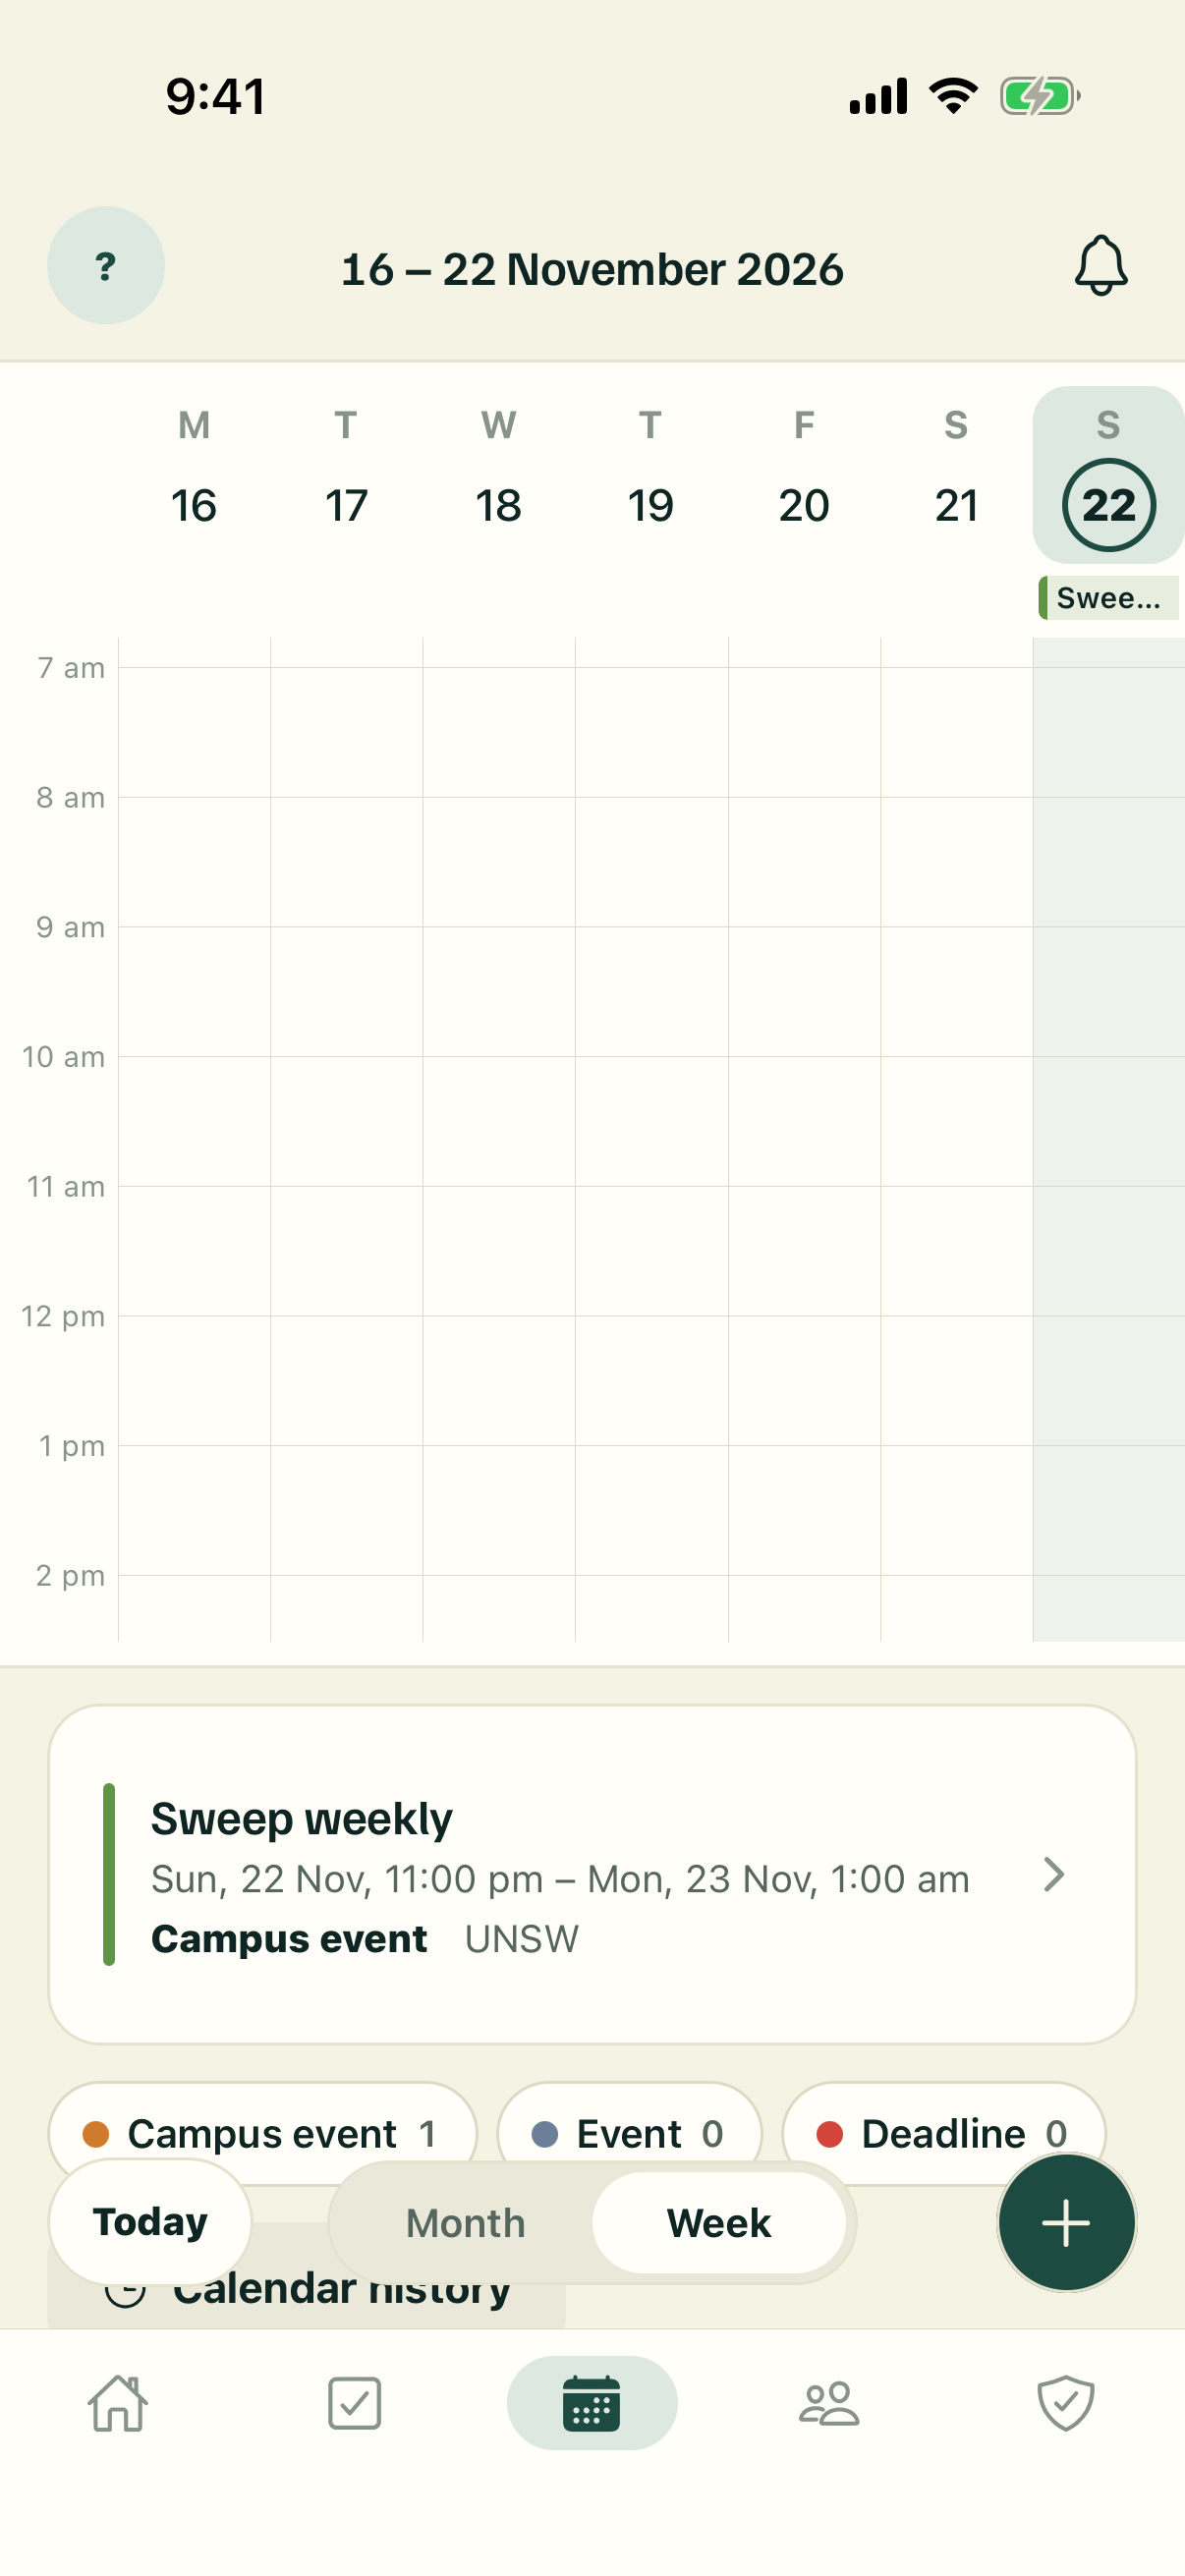 9:41
?
16 – 22 November 2026
M T W T F S S
16 17 18 19 20 21 22
Swee...
7 am
8 am
9 am
10 am
11 am
12 pm
1 pm
2 pm
Sweep weekly
Sun, 22 Nov, 11:00 pm – Mon, 23 Nov, 1:00 am
Campus event UNSW
Campus event 1 Event 0 Deadline 0
Today Month Week
Calendar history